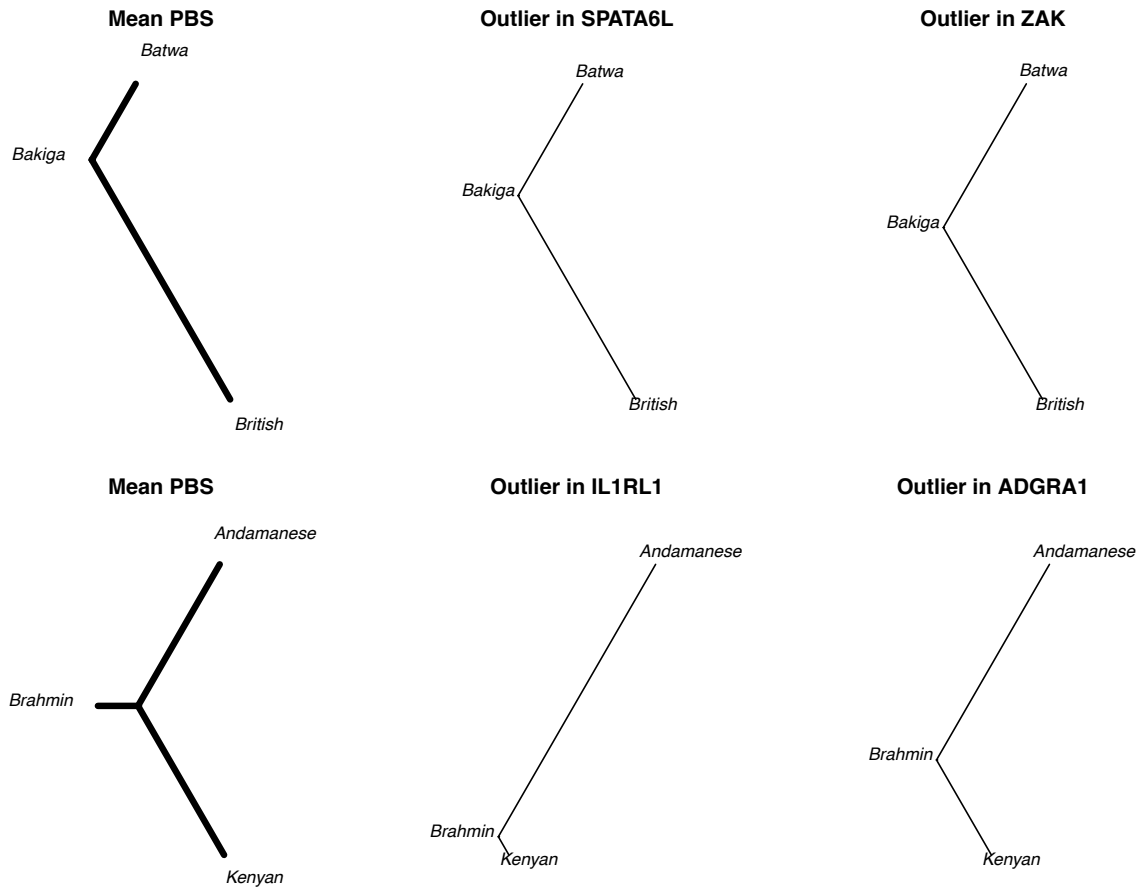 Mean PBS
Outlier in SPATA6L
Outlier in ZAK
Batwa
Bakiga
British
Batwa
Bakiga
British
Batwa
Bakiga
British
Mean PBS
Outlier in IL1RL1
Outlier in ADGRA1
Andamanese
Brahmin
Kenyan
Andamanese
Brahmin
Kenyan
Andamanese
Brahmin
Kenyan